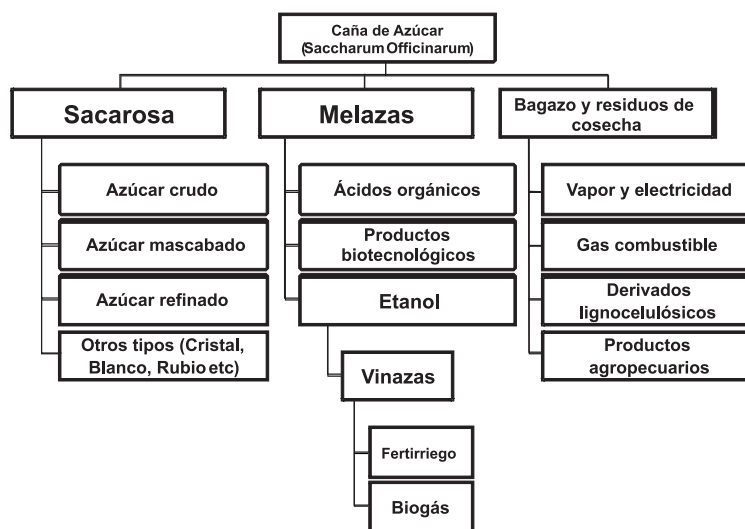 Caña de Azúcar
(Saccharum Officinarum)
Sacarosa
Azúcar crudo
Azúcar mascabado
Azúcar refinado
Otros tipos (Cristal,
Blanco, Rubio etc)
Melazas
Ácidos orgánicos
Productos
biotecnológicos
Etanol
Vinazas
Fertirriego
Biogás
Bagazo y residuos de
cosecha
Vapor y electricidad
Gas combustible
Derivados
lignocelulósicos
Productos
agropecuarios